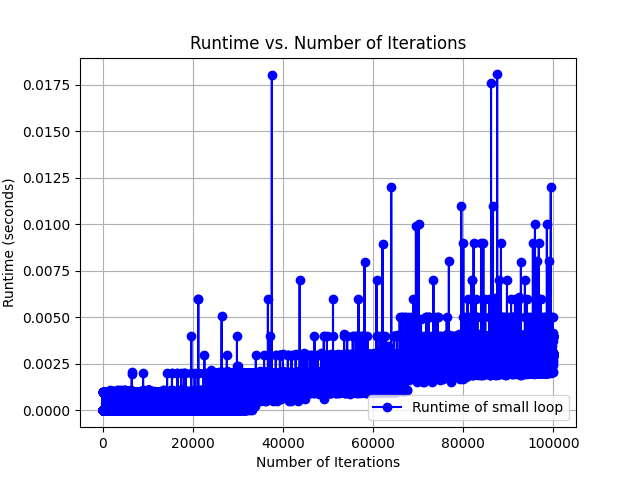 Runtime vs. Number of Iterations
Runtime (seconds)
0.0175
0.0150
0.0125
0.0100
0.0075
0.0050
0.0025
0.0000
Runtime of small loop
0 20000 40000 60000 80000 100000
Number of Iterations